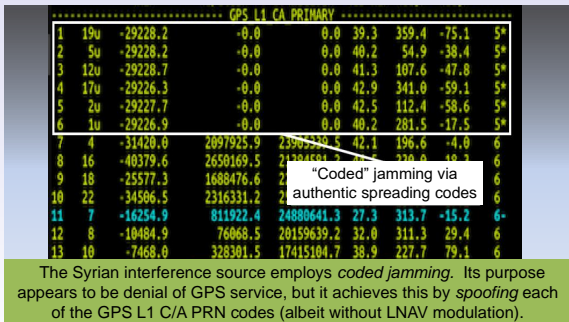 GPS L1 CA PRIMARY
1 19u -29228.2 -0.0 0.0 39.3 359.4 -75.1 5*
2 5u -29228.2 -0.0 0.0 40.2 54.9 -38.4 5*
3 12u -29228.7 -0.0 0.0 41.3 107.6 -47.8 5*
4 17u -29226.3 -0.0 0.0 42.9 341.0 -59.1 5*
5 2u -29227.7 -0.0 0.0 42.5 112.4 -58.6 5*
6 1u -29226.9 -0.0 0.0 40.2 281.5 -17.5 5*
7 4 -31420.0 2097925.9 42.1 196.6 -4.0 6
8 16 -40379.6 2650169.5 6
9 18 -25577.3 1688476.6 6
10 22 -34506.5 2316331.2 6
"Coded" jamming via
authentic spreading codes
11 7 -16254.9 811922.4 24880641.3 27.3 313.7 -15.2 6-
12 8 -10484.9 76068.5 20159639.2 32.0 311.3 29.4 6
13 10 -7468.0 328301.5 17415104.7 38.9 227.7 79.1 6
The Syrian interference source employs coded jamming. Its purpose
appears to be denial of GPS service, but it achieves this by spoofing each
of the GPS L1 C/A PRN codes (albeit without LNAV modulation).